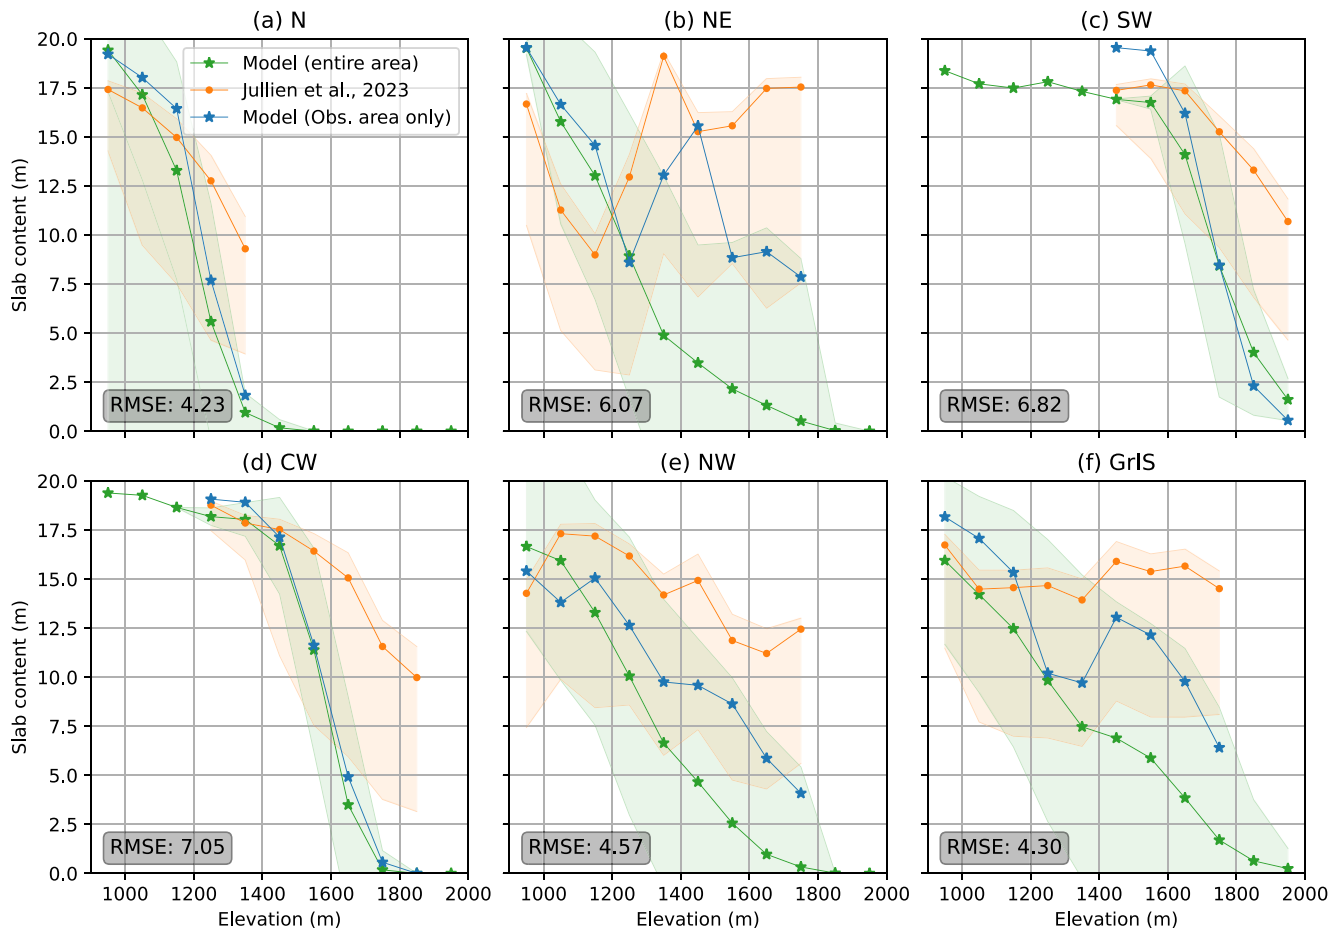 (a) N
(b) NE
(c) SW
20.0
17.5
15.0
12.5
10.0
7.5
5.0
2.5
0.0
Slab content (m)
Model (entire area)
Jullien et al., 2023
Model (Obs. area only)
RMSE: 4.23
RMSE: 6.07
RMSE: 6.82
(d) CW
(e) NW
(f) GrIS
20.0
17.5
15.0
12.5
10.0
7.5
5.0
2.5
0.0
Slab content (m)
RMSE: 7.05
RMSE: 4.57
RMSE: 4.30
1000 1200 1400 1600 1800 2000
1000 1200 1400 1600 1800 2000
1000 1200 1400 1600 1800 2000
Elevation (m)
Elevation (m)
Elevation (m)